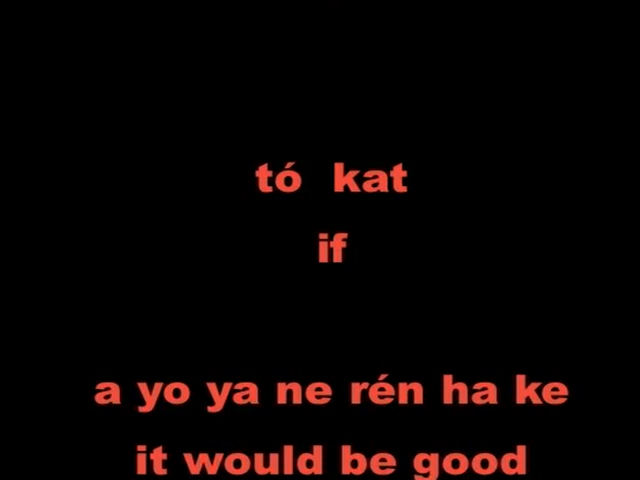 tó kat
if
a yo ya ne rén ha ke
it would be good